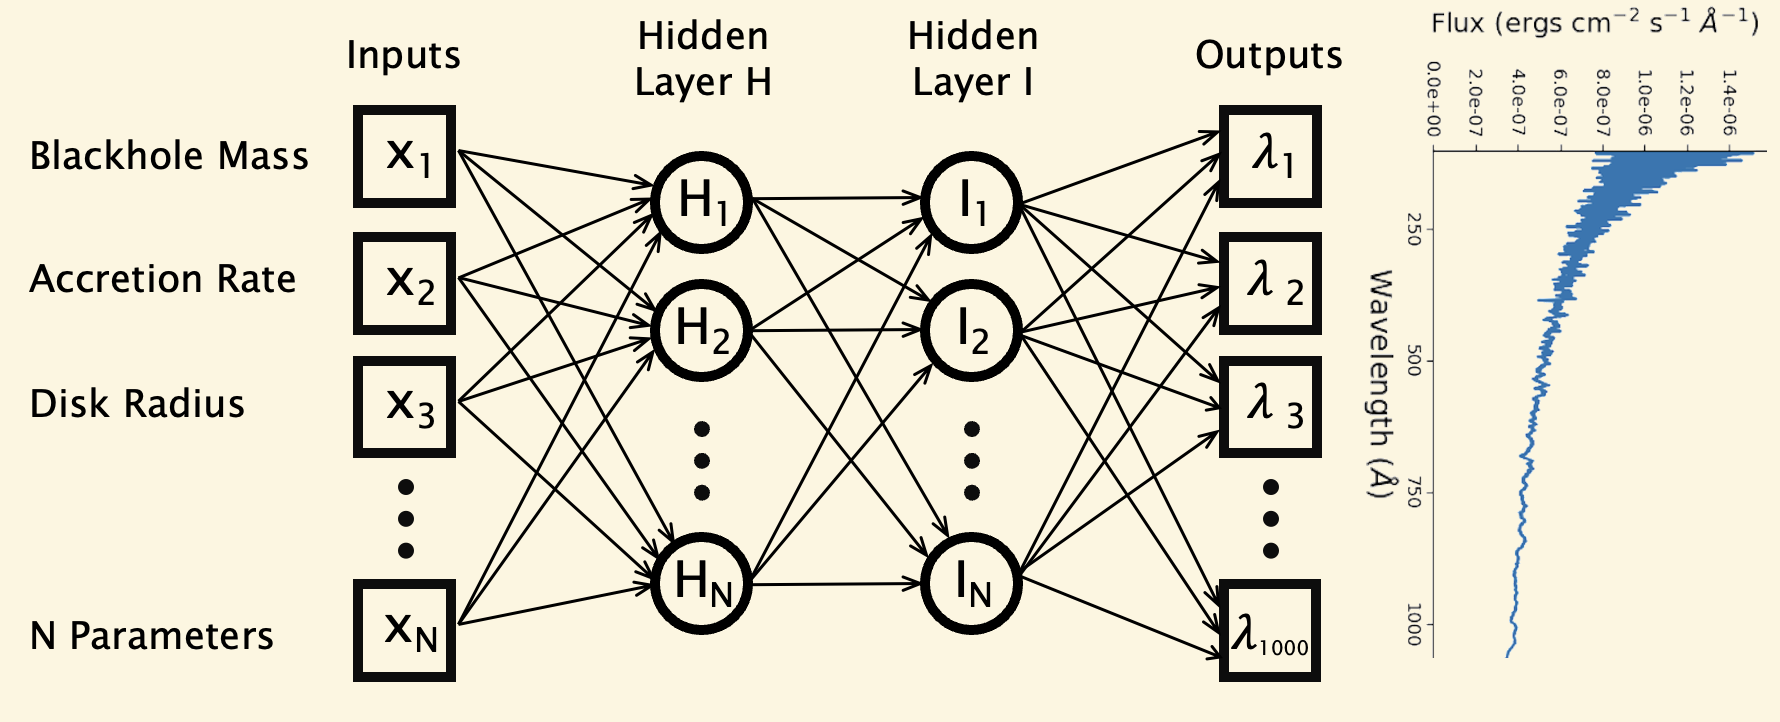 Inputs
Hidden
Layer H
Hidden
Layer I
Outputs
Blackhole Mass
Accretion Rate
Disk Radius
N Parameters
x₁
x₂
x₃
x_N
H₁
H₂
H_N
I₁
I₂
I_N
λ₁
λ ₂
λ ₃
λ₁₀₀₀
Flux (ergs cm⁻² s⁻¹ Å⁻¹)
0.0e+00
2.0e-07
4.0e-07
6.0e-07
8.0e-07
1.0e-06
1.2e-06
1.4e-06
Wavelength (Å)
250
500
750
1000